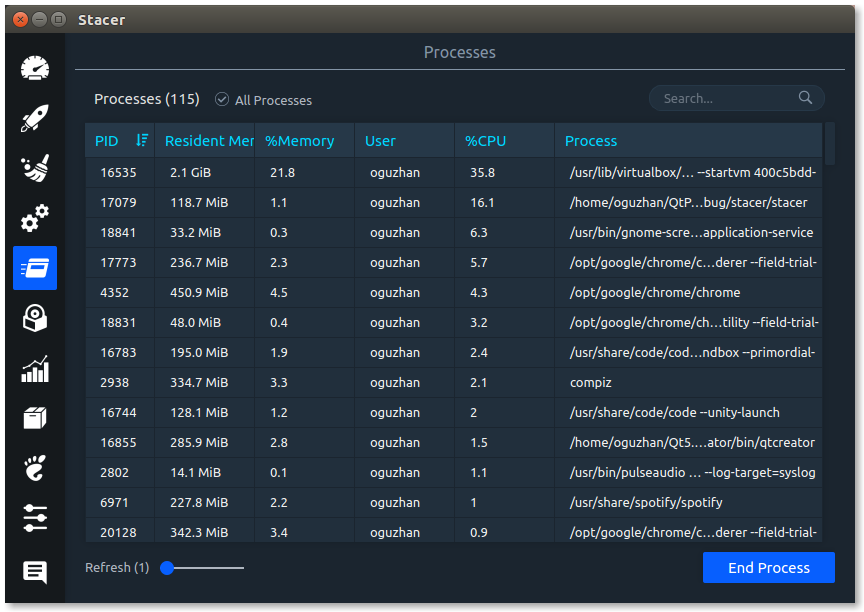 Stacer
Processes
Processes (115) All Processes Search...
PID Resident Mer %Memory User %CPU Process
16535 2.1 GiB 21.8 oguzhan 35.8 /usr/lib/virtualbox/... --startvm 400c5bdd-
17079 118.7 MiB 1.1 oguzhan 16.1 /home/oguzhan/QtP...bug/stacer/stacer
18841 33.2 MiB 0.3 oguzhan 6.3 /usr/bin/gnome-scre...application-service
17773 236.7 MiB 2.3 oguzhan 5.7 /opt/google/chrome/c...derer --field-trial-
4352 450.9 MiB 4.5 oguzhan 4.3 /opt/google/chrome/chrome
18831 48.0 MiB 0.4 oguzhan 3.2 /opt/google/chrome/ch...tility --field-trial-
16783 195.0 MiB 1.9 oguzhan 2.4 /usr/share/code/cod...ndbox --primordial-
2938 334.7 MiB 3.3 oguzhan 2.1 compiz
16744 128.1 MiB 1.2 oguzhan 2 /usr/share/code/code --unity-launch
16855 285.9 MiB 2.8 oguzhan 1.5 /home/oguzhan/Qt5...ator/bin/qtcreator
2802 14.1 MiB 0.1 oguzhan 1.1 /usr/bin/pulseaudio ... --log-target=syslog
6971 227.8 MiB 2.2 oguzhan 1 /usr/share/spotify/spotify
20128 342.3 MiB 3.4 oguzhan 0.9 /opt/google/chrome/c...derer --field-trial-
Refresh (1) End Process